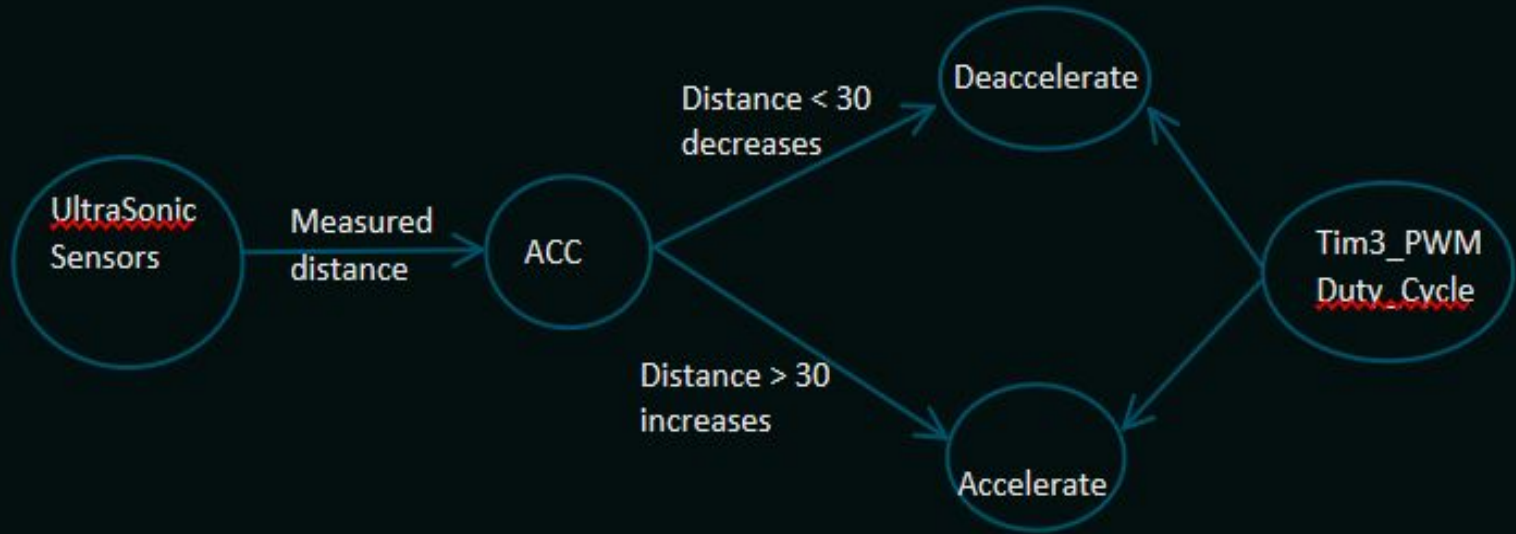 UltraSonic
Sensors
Measured
distance
ACC
Distance < 30
decreases
Deaccelerate
Distance > 30
increases
Accelerate
Tim3_PWM
Duty_Cycle